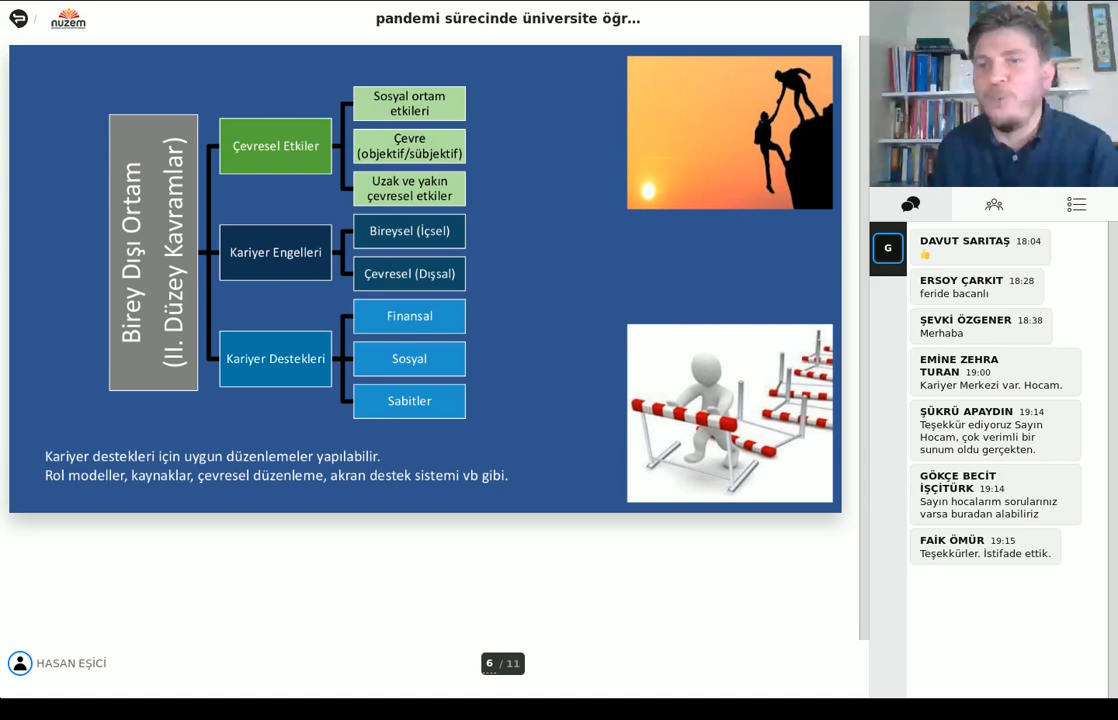 /
nuzem
pandemi sürecinde üniversite öğr...
Birey Dışı Ortam
(II. Düzey Kavramlar)
Çevresel Etkiler
Sosyal ortam
etkileri
Çevre
(objektif/sübjektif)
Uzak ve yakın
çevresel etkiler
Kariyer Engelleri
Bireysel (İçsel)
Çevresel (Dışsal)
Kariyer Destekleri
Finansal
Sosyal
Sabitler
Kariyer destekleri için uygun düzenlemeler yapılabilir.
Rol modeller, kaynaklar, çevresel düzenleme, akran destek sistemi vb gibi.
HASAN EŞİCİ
6 / 11
G
DAVUT SARITAŞ 18:04
👍
ERSOY ÇARKIT 18:28
feride bacanlı
ŞEVKİ ÖZGENER 18:38
Merhaba
EMİNE ZEHRA
TURAN 19:00
Kariyer Merkezi var. Hocam.
ŞÜKRÜ APAYDIN 19:14
Teşekkür ediyoruz Sayın
Hocam, çok verimli bir
sunum oldu gerçekten.
GÖKÇE BECİT
İŞÇİTÜRK 19:14
Sayın hocalarım sorularınız
varsa buradan alabiliriz
FAİK ÖMÜR 19:15
Teşekkürler. İstifade ettik.